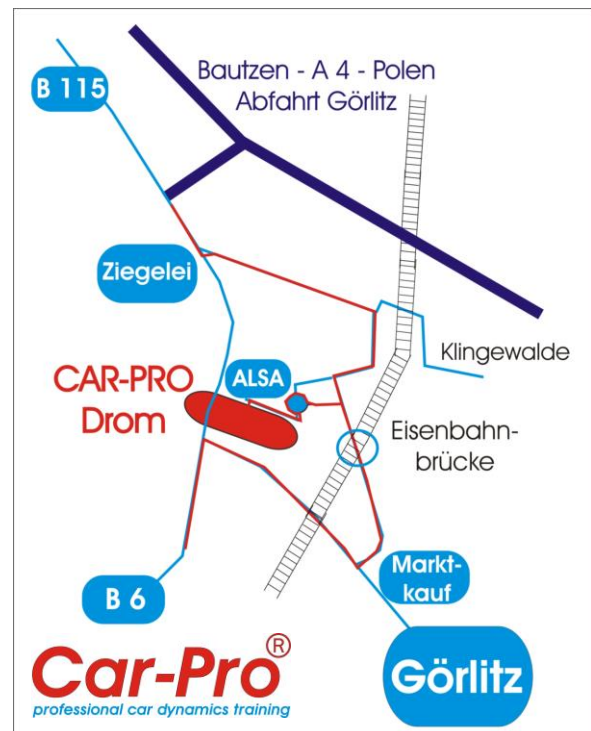 Bautzen - A 4 - Polen
Abfahrt Görlitz
B 115
Ziegelei
Klingewalde
CAR-PRO
Drom
ALSA
Eisenbahn-
brücke
Markt-
kauf
B 6
Görlitz
Car-Pro®
professional car dynamics training